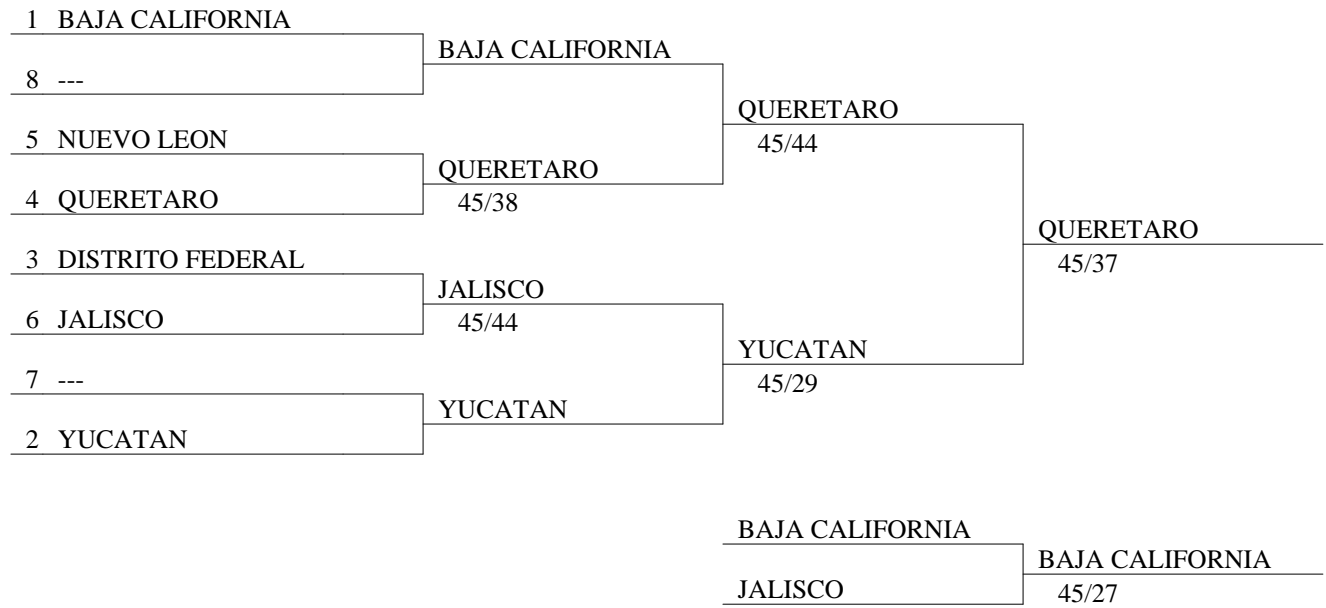 1 BAJA CALIFORNIA
BAJA CALIFORNIA
8 ---
QUERETARO
45/44
5 NUEVO LEON
QUERETARO
45/38
4 QUERETARO
QUERETARO
45/37
3 DISTRITO FEDERAL
JALISCO
45/44
6 JALISCO
YUCATAN
45/29
7 ---
YUCATAN
2 YUCATAN
BAJA CALIFORNIA
BAJA CALIFORNIA
45/27
JALISCO